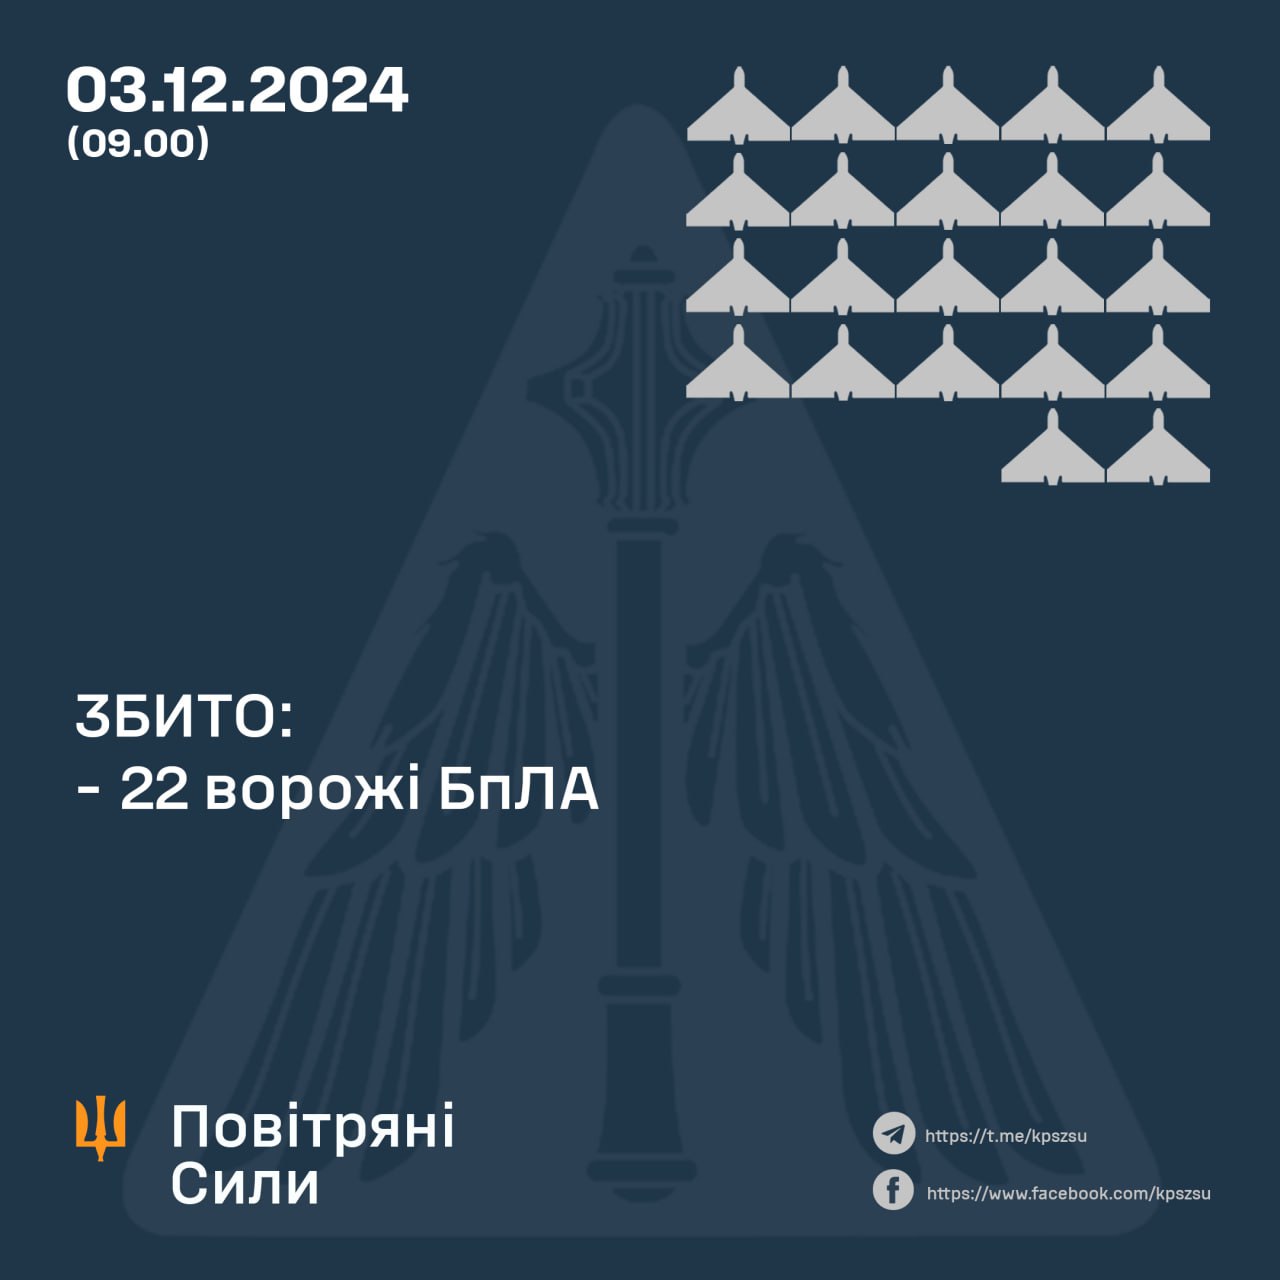 03.12.2024
(09.00)
ЗБИТО:
- 22 ворожі БпЛА
Повітряні
Сили
https://t.me/kpszsu
https://www.facebook.com/kpszsu